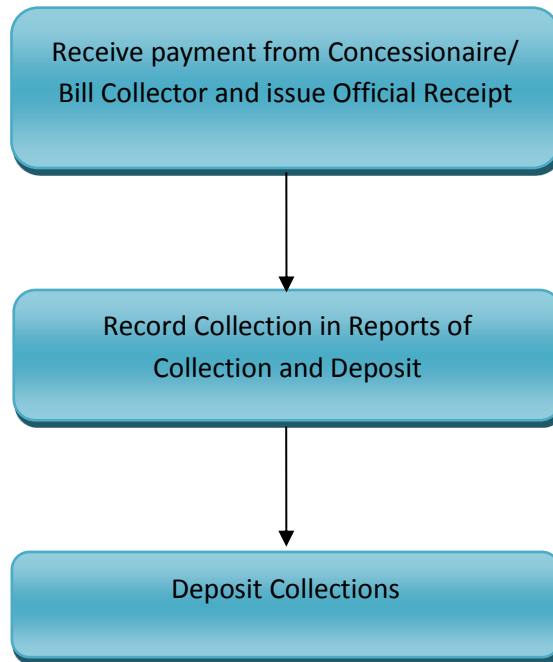 Receive payment from Concessionaire/
Bill Collector and issue Official Receipt
Record Collection in Reports of
Collection and Deposit
Deposit Collections